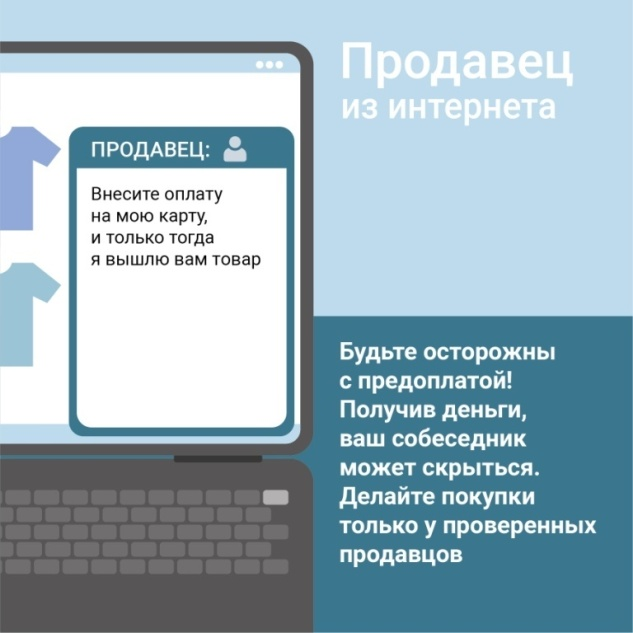 Продавец
из интернета
ПРОДАВЕЦ:
Внесите оплату
на мою карту,
и только тогда
я вышлю вам товар
Будьте осторожны
с предоплатой!
Получив деньги,
ваш собеседник
может скрыться.
Делайте покупки
только у проверенных
продавцов